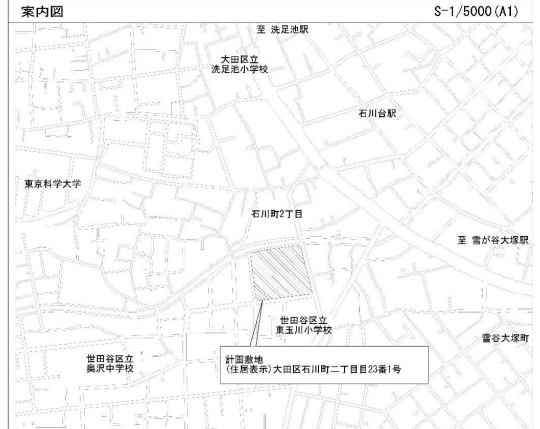 案内図
S-1/5000(A1)
至 洗足池駅
大田区立
洗足池小学校
石川台駅
東京科学大学
石川町2丁目
至 雪が谷大塚駅
世田谷区立
東玉川小学校
雪谷大塚町
世田谷区立
奥沢中学校
計画敷地
(住居表示)大田区石川町二丁目目23番1号